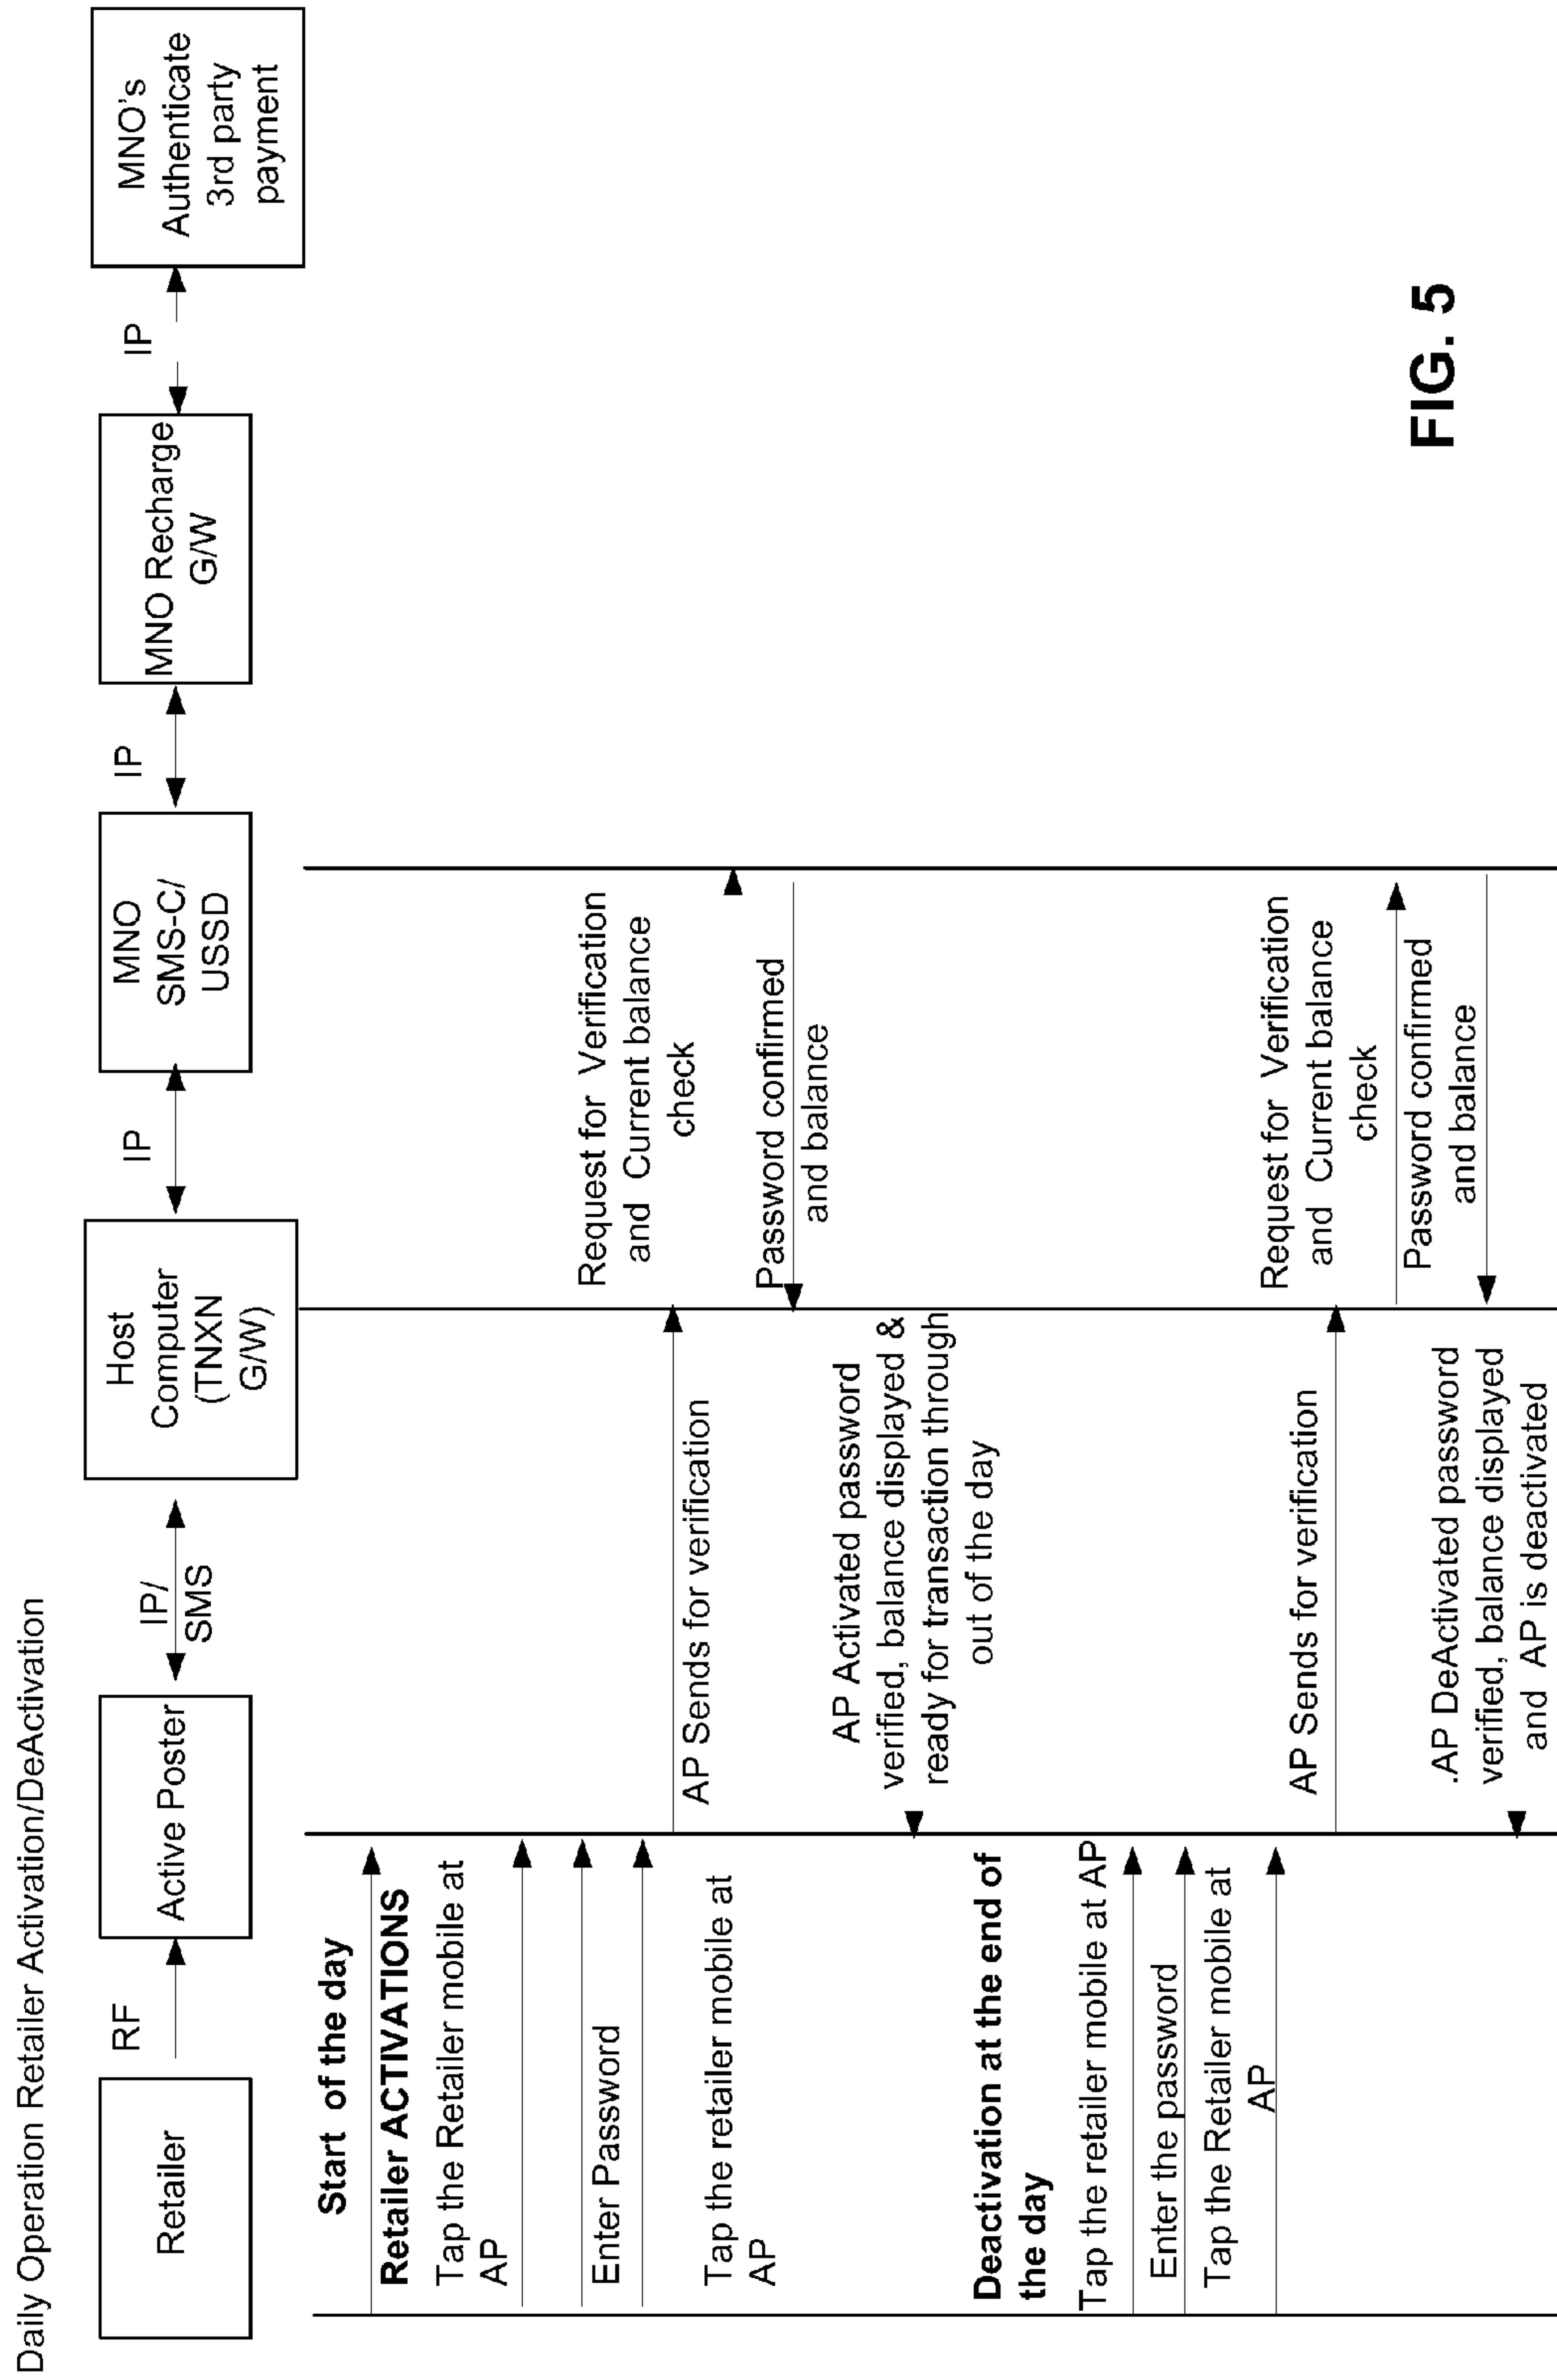 Daily Operation Retailer Activation/DeActivation
Retailer
RF
Active Poster
IP/
SMS
Host
Computer
(TNXN
G/W)
IP
MNO
SMS-C/
USSD
IP
MNO Recharge
G/W
IP
MNO's
Authenticate
3rd party
payment
Start of the day
Retailer ACTIVATIONS
Tap the Retailer mobile at
AP
Enter Password
Tap the retailer mobile at
AP
AP Sends for verification
Request for Verification
and Current balance
check
Password confirmed
and balance
AP Activated password
verified, balance displayed &
ready for transaction through
out of the day
Deactivation at the end of
the day
Tap the retailer mobile at AP
Enter the password
Tap the Retailer mobile at
AP
AP Sends for verification
Request for Verification
and Current balance
check
Password confirmed
and balance
.AP DeActivated password
verified, balance displayed
and AP is deactivated
FIG. 5